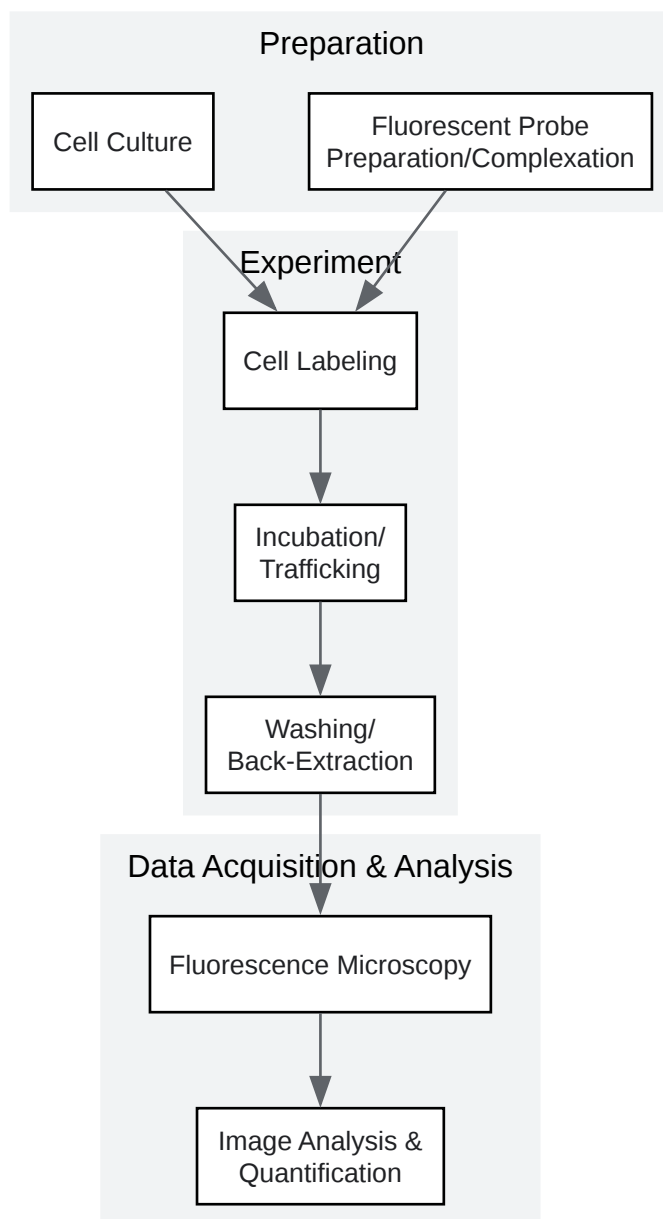 Preparation
Cell Culture
Fluorescent Probe
Preparation/Complexation
Experiment
Cell Labeling
Incubation/
Trafficking
Washing/
Back-Extraction
Data Acquisition & Analysis
Fluorescence Microscopy
Image Analysis &
Quantification